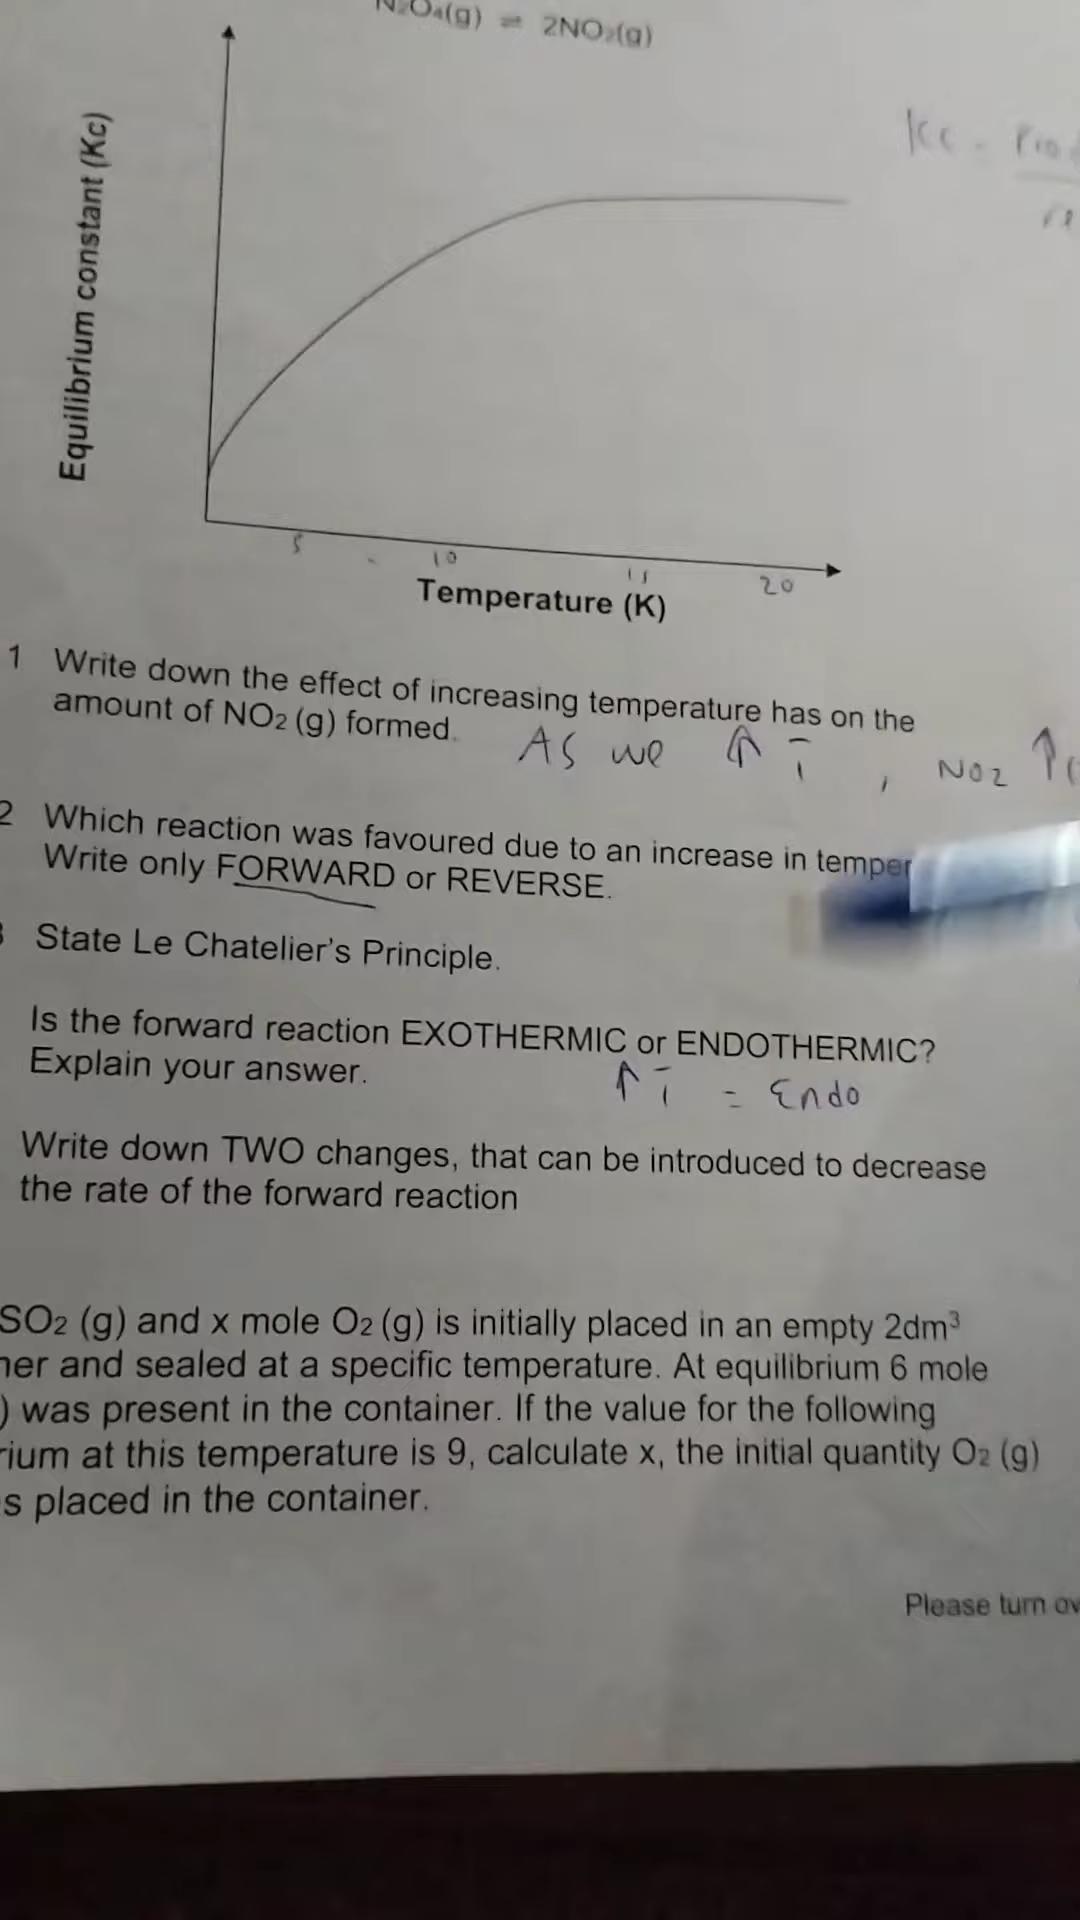 N2O4(g) ⇌ 2NO2(g)
Kc - Pro
Equilibrium constant (Kc)
5 10 15 20
Temperature (K)
1 Write down the effect of increasing temperature has on the
amount of NO2 (g) formed.
As we ↑ T, NO2 ↑
2 Which reaction was favoured due to an increase in temper
Write only FORWARD or REVERSE.
3 State Le Chatelier's Principle.
Is the forward reaction EXOTHERMIC or ENDOTHERMIC?
Explain your answer.
↑ T = Endo
Write down TWO changes, that can be introduced to decrease
the rate of the forward reaction
SO2 (g) and x mole O2 (g) is initially placed in an empty 2dm³
ner and sealed at a specific temperature. At equilibrium 6 mole
) was present in the container. If the value for the following
rium at this temperature is 9, calculate x, the initial quantity O2 (g)
s placed in the container.
Please turn ov